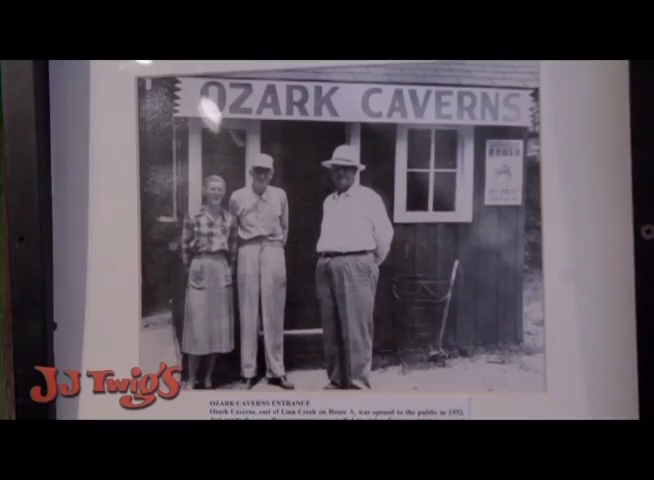 OZARK CAVERNS
RODEO
JJ Twig's
OZARK CAVERNS ENTRANCE
Ozark Caverns, east of Linn Creek on Route A, was opened to the public in 1952.